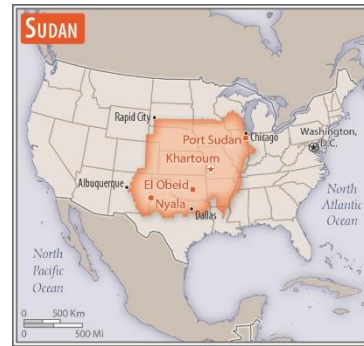 SUDAN
Rapid City
Port Sudan
Chicago
Khartoum
Washington,
D.C.
Albuquerque
El Obeid
Nyala
Dallas
North
Pacific
Ocean
North
Atlantic
Ocean
0 500 Km
0 500 Mi